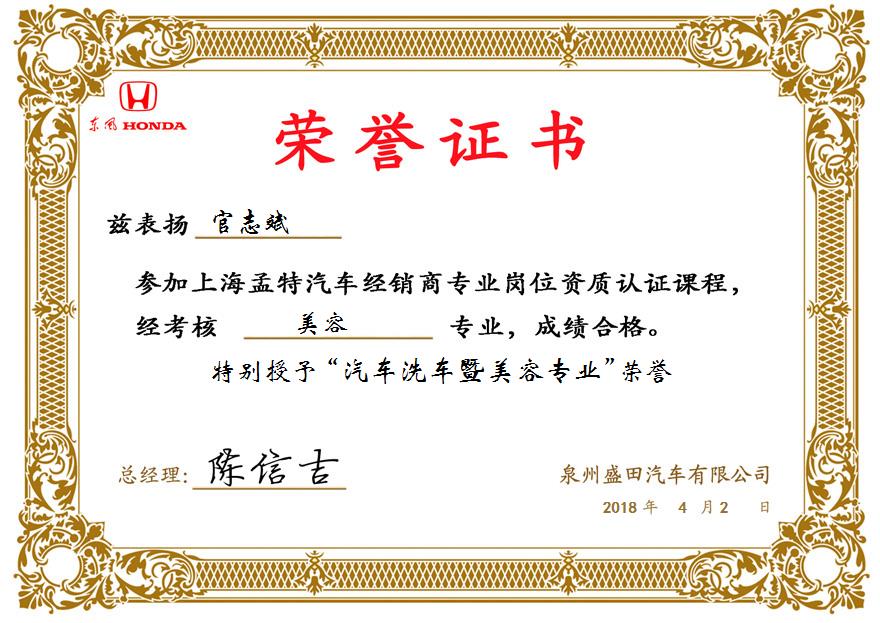 东风 HONDA
荣誉证书
兹表扬 官志斌
参加上海孟特汽车经销商专业岗位资质认证课程，
经考核 美容 专业，成绩合格。
特别授予“汽车洗车暨美容专业”荣誉
总经理: 陈信吉
泉州盛田汽车有限公司
2018 年 4 月 2 日